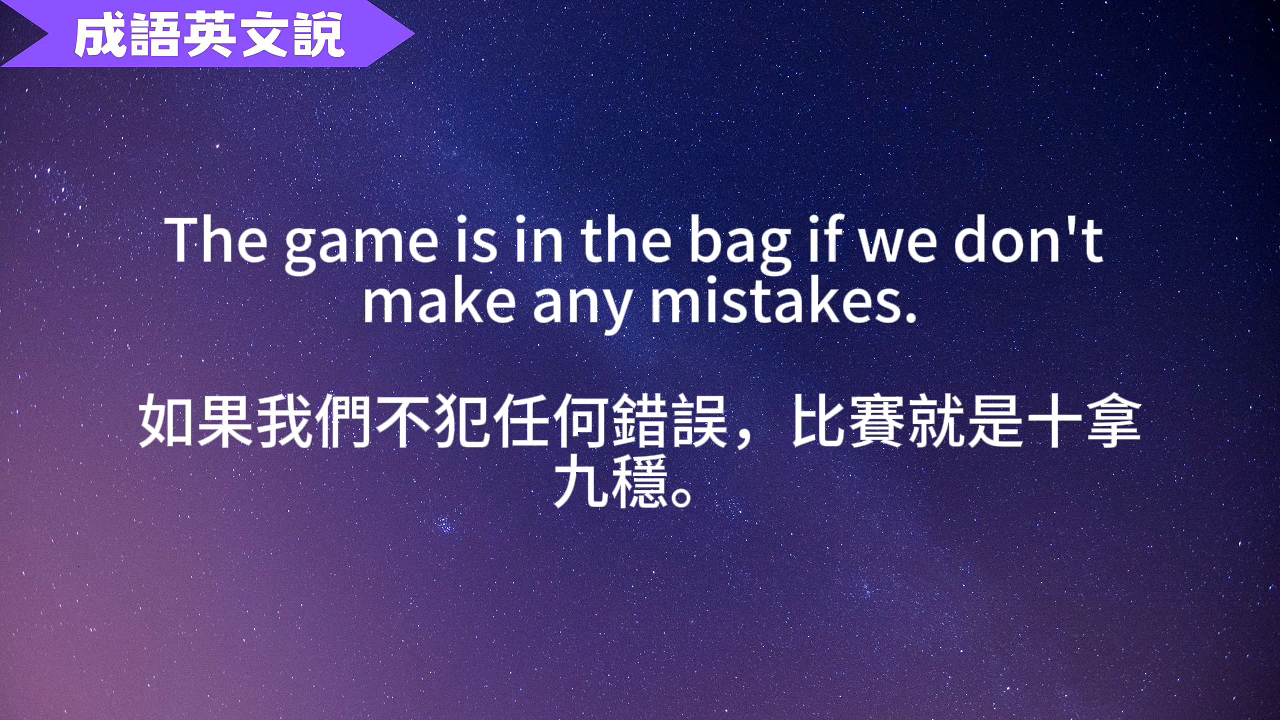 成語英文說
The game is in the bag if we don't
make any mistakes.
如果我們不犯任何錯誤，比賽就是十拿
九穩。